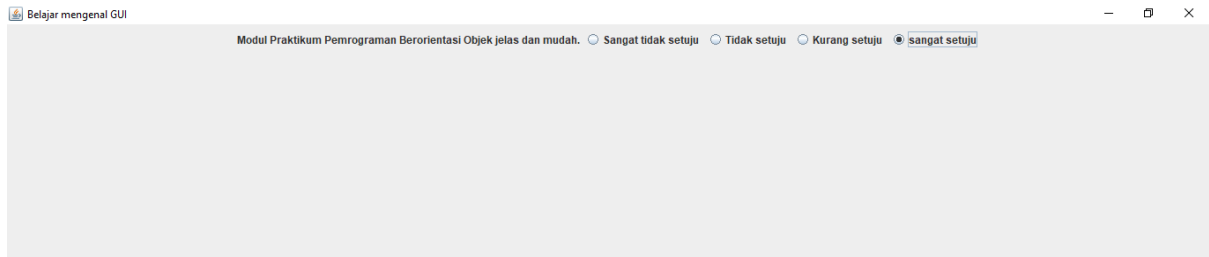 Belajar mengenal GUI
Modul Praktikum Pemrograman Berorientasi Objek jelas dan mudah. Sangat tidak setuju Tidak setuju Kurang setuju sangat setuju